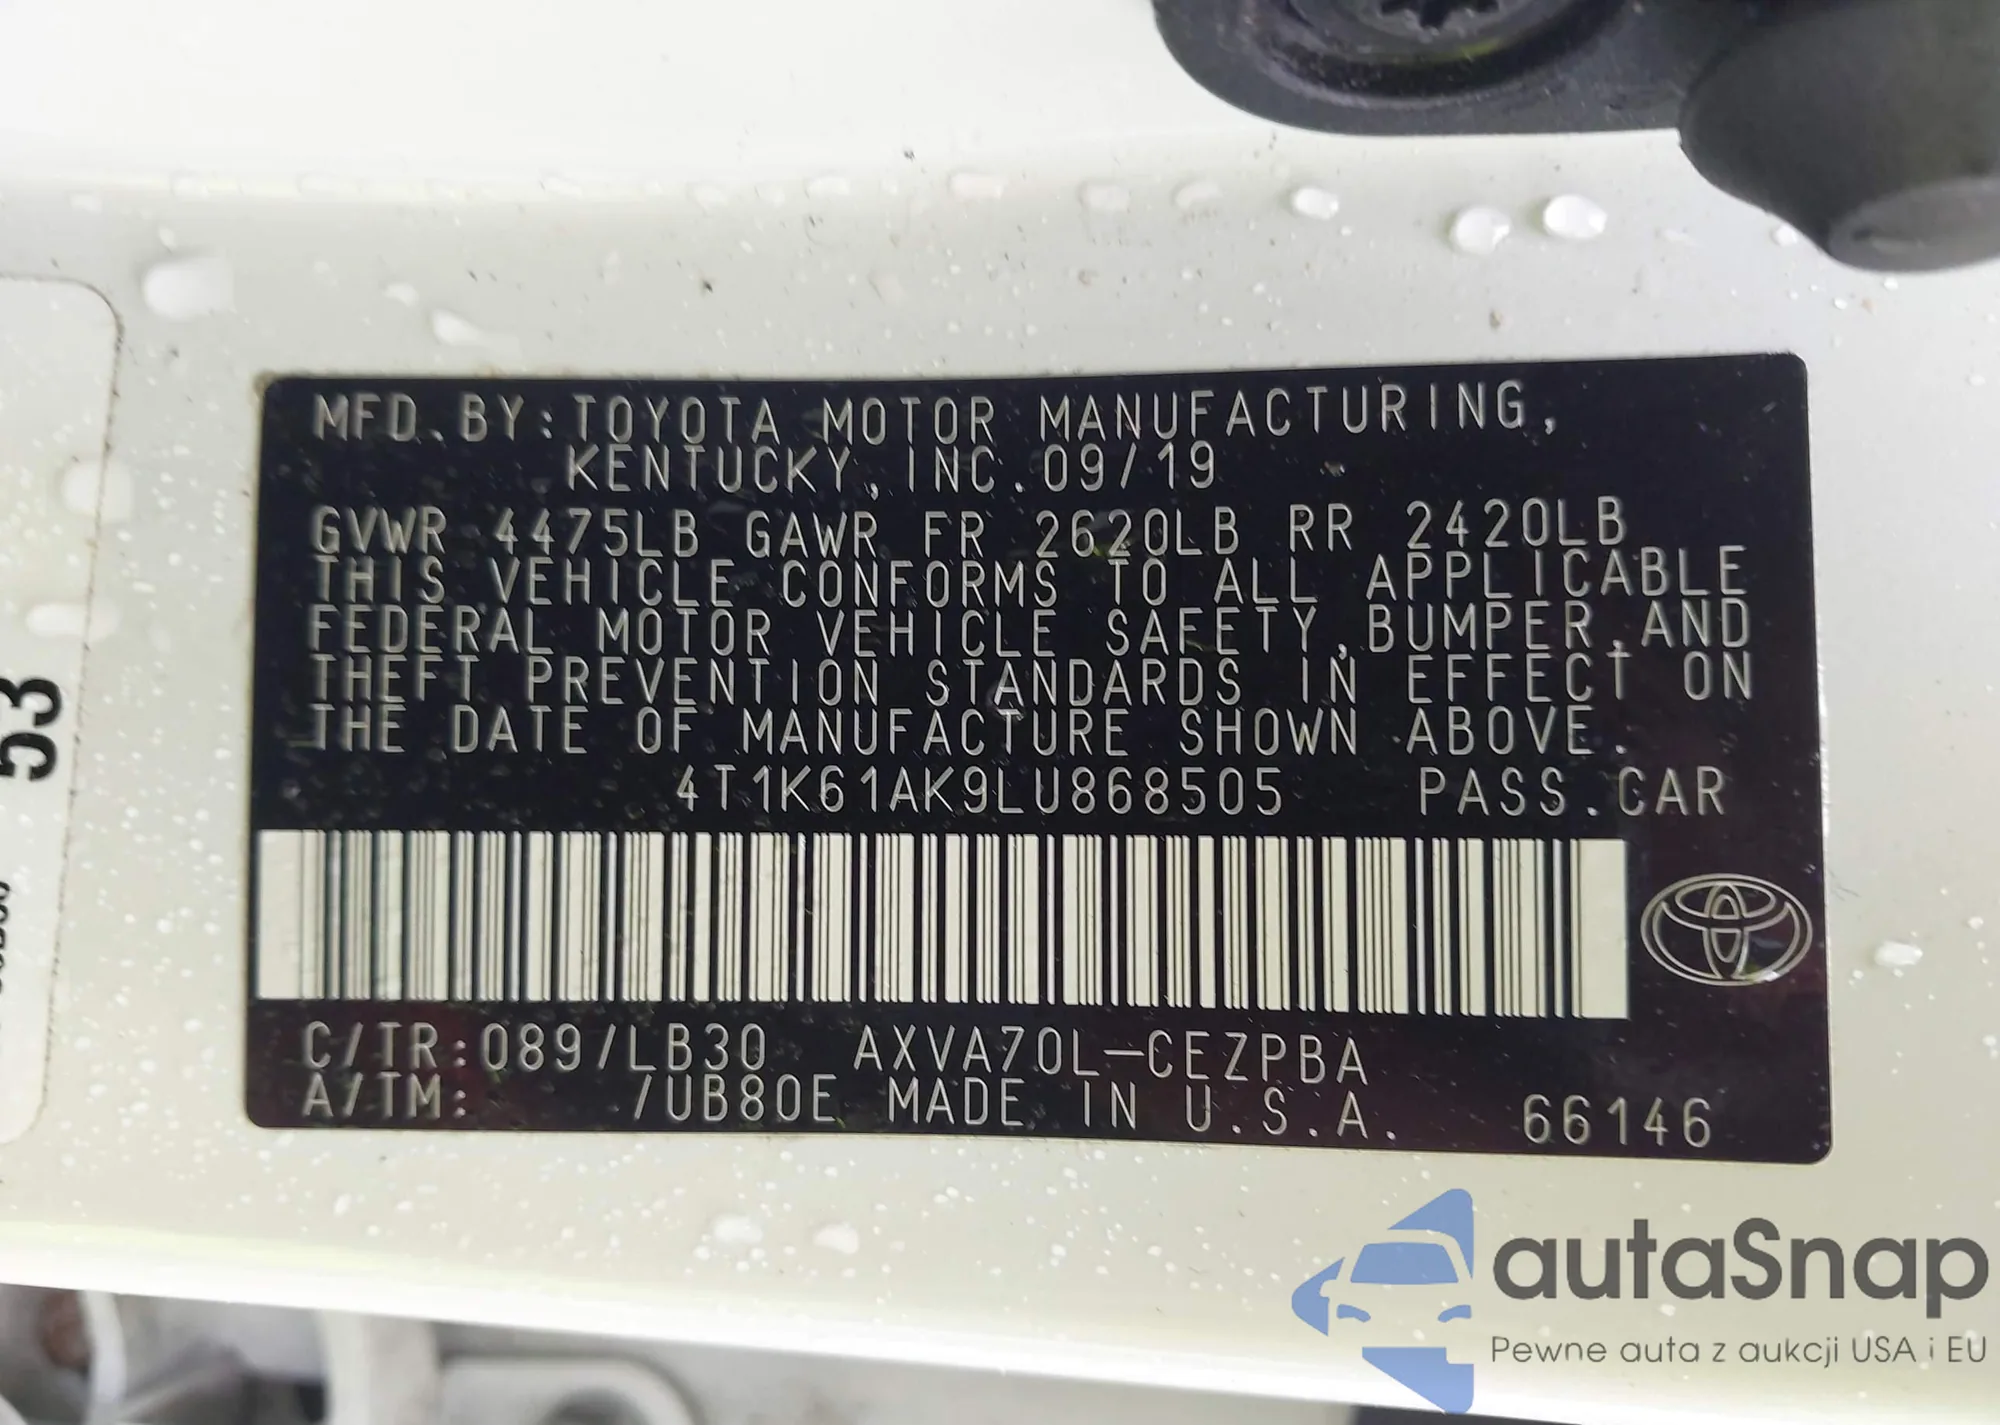 MFD. BY: TOYOTA MOTOR MANUFACTURING,
KENTUCKY, INC. 09/19
GVWR 4475LB GAWR FR 2620LB RR 2420LB
THIS VEHICLE CONFORMS TO ALL APPLICABLE
FEDERAL MOTOR VEHICLE SAFETY, BUMPER, AND
THEFT PREVENTION STANDARDS IN EFFECT ON
THE DATE OF MANUFACTURE SHOWN ABOVE.
4T1K61AK9LU868505 PASS. CAR
C/TR: 089/LB30 AXVA70L-CEZPBA
A/TM: /UB80E MADE IN U.S.A. 66146
53
autaSnap
Pewne auta z aukcji USA i EU